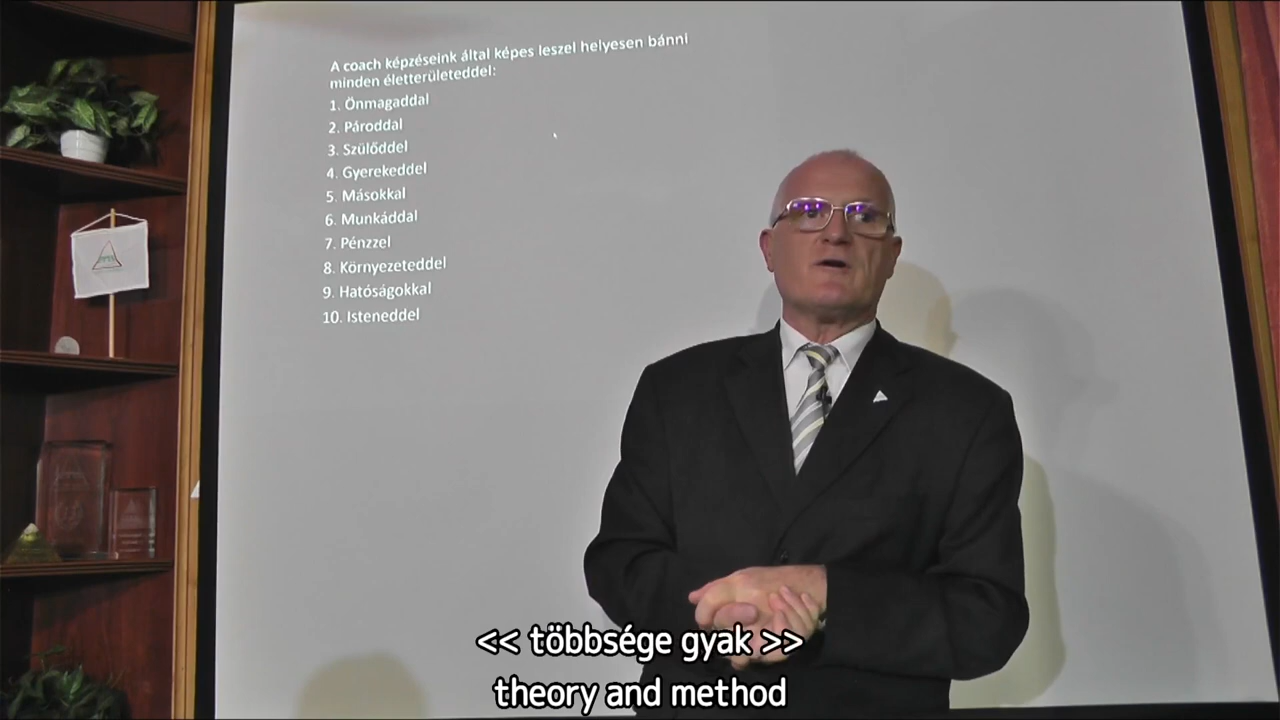 A coach képzéseink által képes leszel helyesen bánni
minden életterületeddel:
1. Önmagaddal
2. Pároddal
3. Szülőddel
4. Gyerekeddel
5. Másokkal
6. Munkáddal
7. Pénzzel
8. Környezeteddel
9. Hatóságokkal
10. Isteneddel
<< többsége gyak >>
theory and method